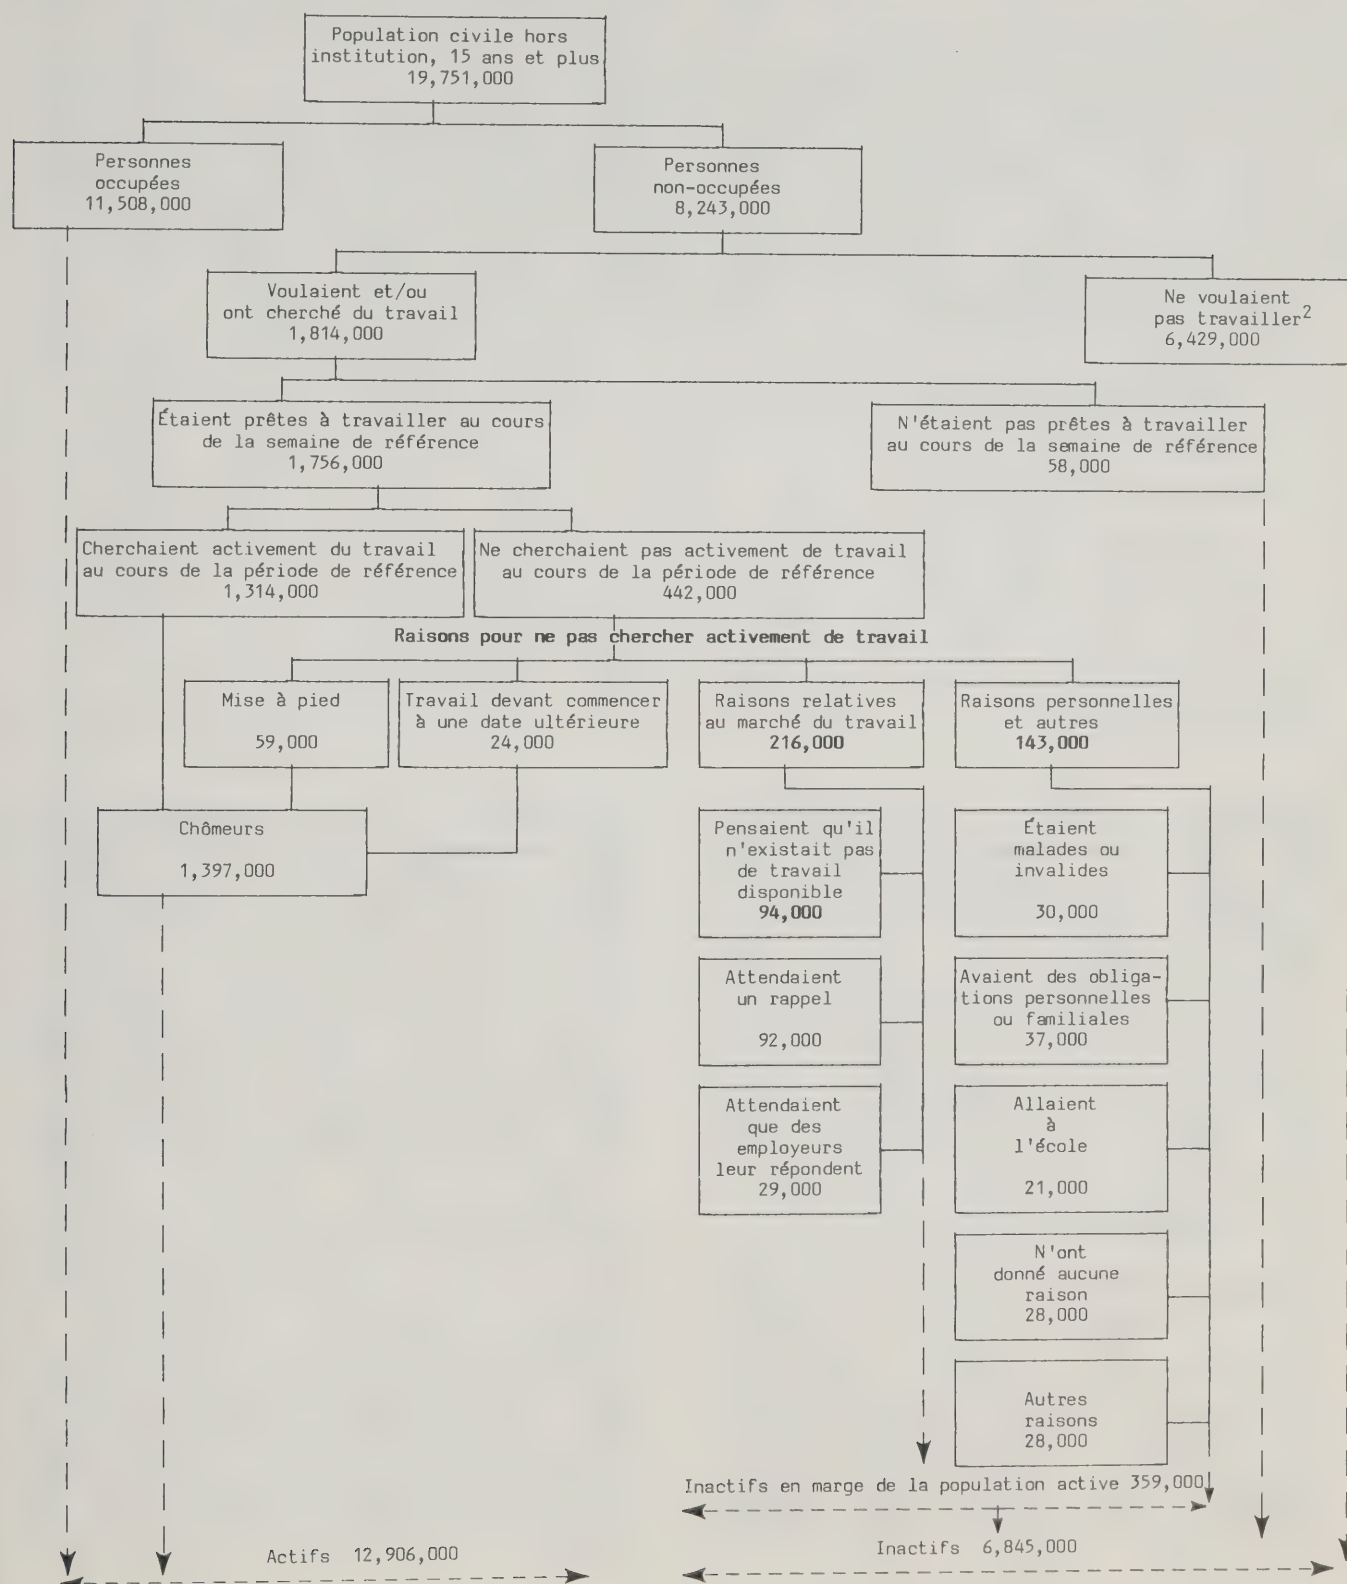 Population civile hors
institution, 15 ans et plus
19,751,000
Personnes
occupées
11,508,000
Personnes
non-occupées
8,243,000
Voulaient et/ou
ont cherché du travail
1,814,000
Ne voulaient
pas travailler²
6,429,000
Étaient prêtes à travailler au cours
de la semaine de référence
1,756,000
N'étaient pas prêtes à travailler
au cours de la semaine de référence
58,000
Cherchaient activement du travail
au cours de la période de référence
1,314,000
Ne cherchaient pas activement de travail
au cours de la période de référence
442,000
Raisons pour ne pas chercher activement de travail
Mise à pied
59,000
Travail devant commencer
à une date ultérieure
24,000
Raisons relatives
au marché du travail
216,000
Raisons personnelles
et autres
143,000
Chômeurs
1,397,000
Pensaient qu'il
n'existait pas
de travail
disponible
94,000
Attendaient
un rappel
92,000
Attendaient
que des
employeurs
leur répondent
29,000
Étaient
malades ou
invalides
30,000
Avaient des obliga-
tions personnelles
ou familiales
37,000
Allaient
à
l'école
21,000
N'ont
donné aucune
raison
28,000
Autres
raisons
28,000
Inactifs en marge de la population active 359,000
Actifs 12,906,000
Inactifs 6,845,000